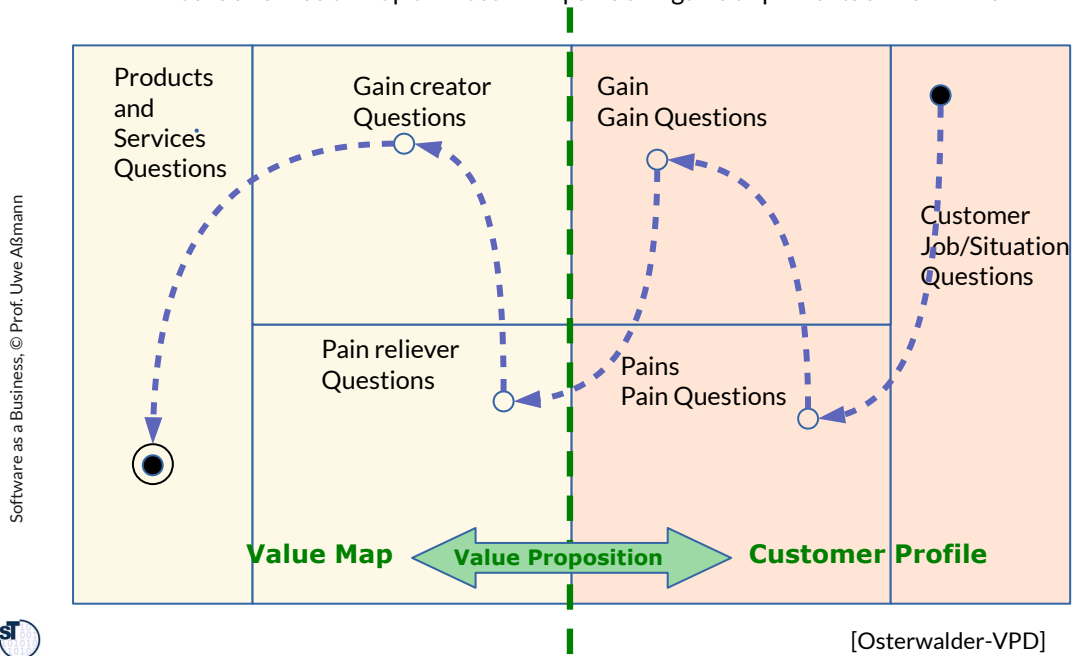 Products
and
Services
Questions
Gain creator
Questions
Gain
Gain Questions
Customer
Job/Situation
Questions
Pain reliever
Questions
Pains
Pain Questions
Value Map
Value Proposition
Customer Profile
Software as a Business, © Prof. Uwe Aßmann
ST
[Osterwalder-VPD]